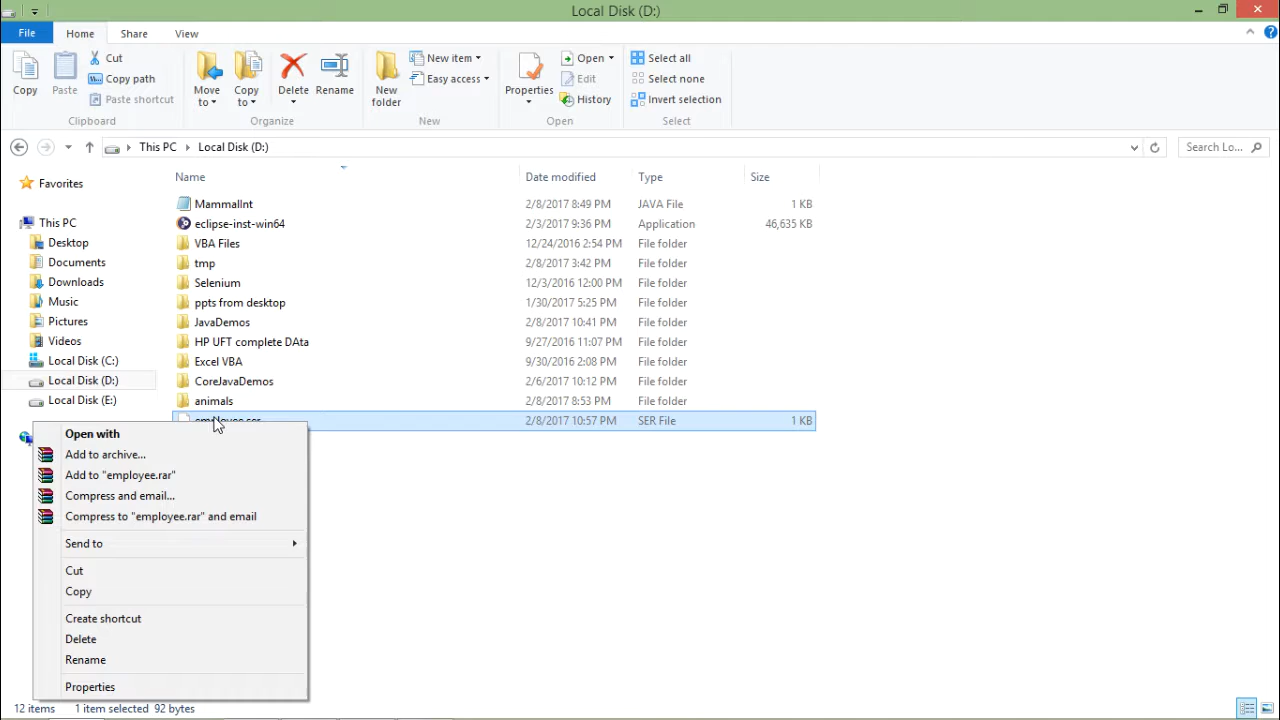 Local Disk (D:)
File Home Share View
Copy
Paste
Cut
Copy path
Paste shortcut
Clipboard
Move to
Copy to
Delete
Rename
Organize
New folder
New item
Easy access
New
Properties
Open
Edit
History
Open
Select all
Select none
Invert selection
Select
This PC Local Disk (D:) Search Lo...
Name Date modified Type Size
Favorites
This PC
Desktop
Documents
Downloads
Music
Pictures
Videos
Local Disk (C:)
Local Disk (D:)
Local Disk (E:)
MammalInt 2/8/2017 8:49 PM JAVA File 1 KB
eclipse-inst-win64 2/3/2017 9:36 PM Application 46,635 KB
VBA Files 12/24/2016 2:54 PM File folder
tmp 2/8/2017 3:42 PM File folder
Selenium 12/3/2016 12:00 PM File folder
ppts from desktop 1/30/2017 5:25 PM File folder
JavaDemos 2/8/2017 10:41 PM File folder
HP UFT complete DAta 9/27/2016 11:07 PM File folder
Excel VBA 9/30/2016 2:08 PM File folder
CoreJavaDemos 2/6/2017 10:12 PM File folder
animals 2/8/2017 8:53 PM File folder
employee.ser 2/8/2017 10:57 PM SER File 1 KB
Open with
Add to archive...
Add to "employee.rar"
Compress and email...
Compress to "employee.rar" and email
Send to
Cut
Copy
Create shortcut
Delete
Rename
Properties
12 items 1 item selected 92 bytes